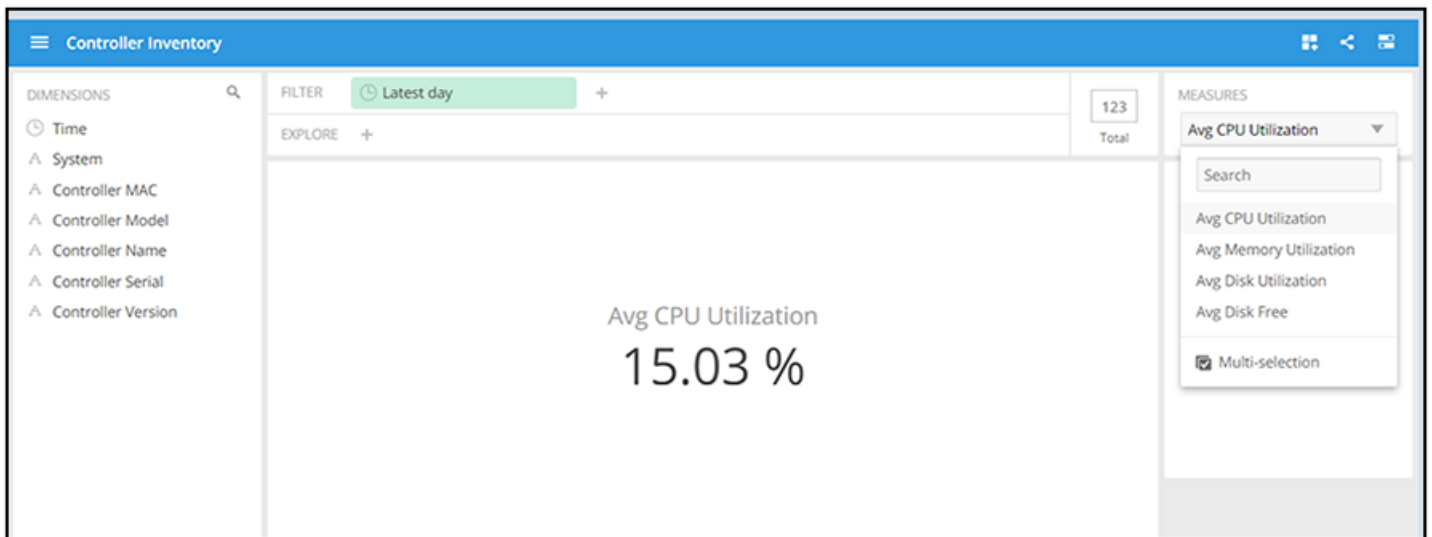 Controller Inventory
DIMENSIONS
Time
System
Controller MAC
Controller Model
Controller Name
Controller Serial
Controller Version
FILTER
Latest day
+
EXPLORE +
123
Total
Avg CPU Utilization
15.03 %
MEASURES
Avg CPU Utilization
Search
Avg CPU Utilization
Avg Memory Utilization
Avg Disk Utilization
Avg Disk Free
Multi-selection